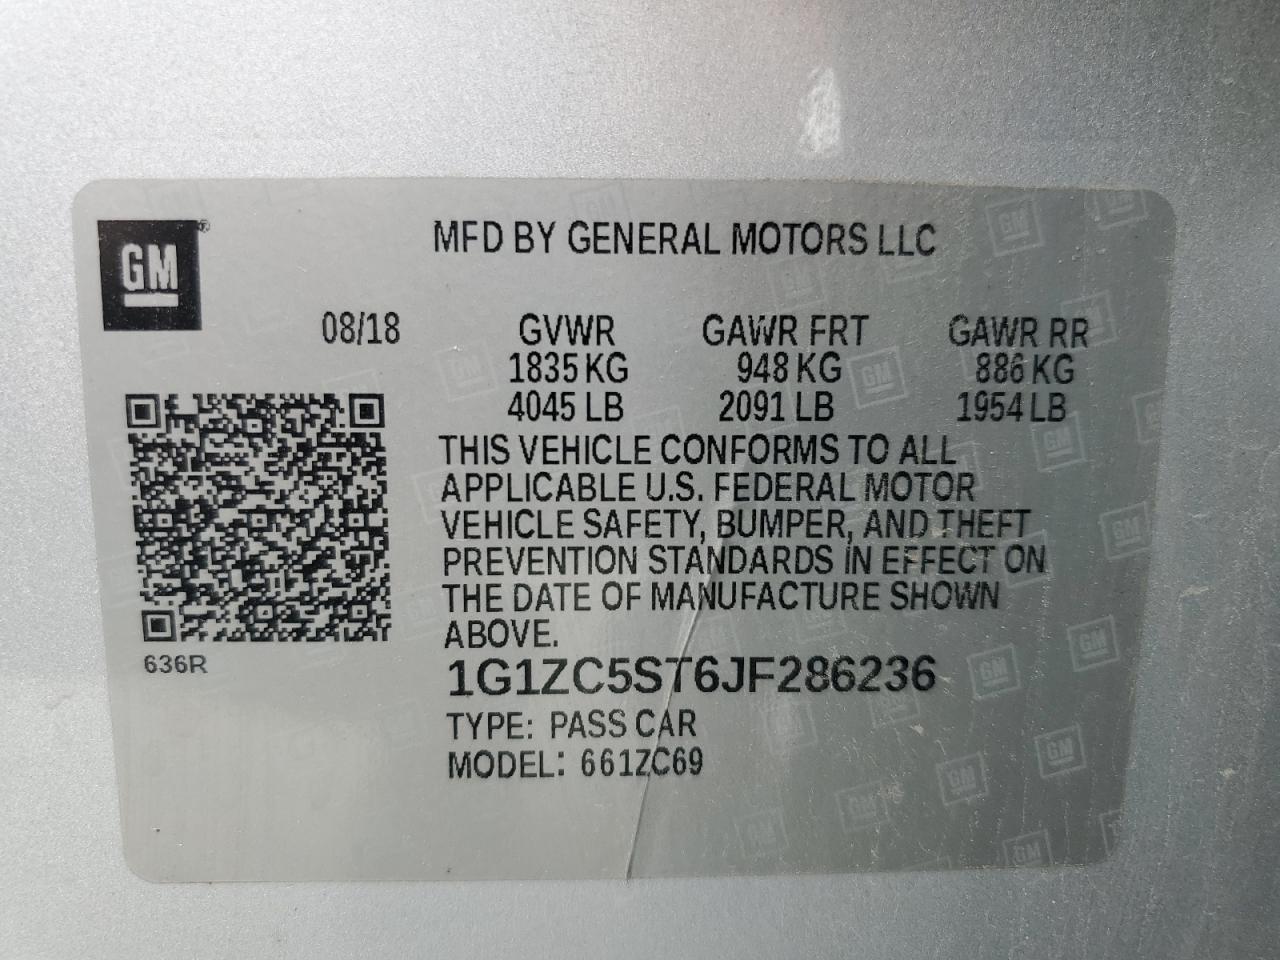 GM
MFD BY GENERAL MOTORS LLC
08/18 GVWR GAWR FRT GAWR RR
1835 KG 948 KG 886 KG
4045 LB 2091 LB 1954 LB
THIS VEHICLE CONFORMS TO ALL
APPLICABLE U.S. FEDERAL MOTOR
VEHICLE SAFETY, BUMPER, AND THEFT
PREVENTION STANDARDS IN EFFECT ON
THE DATE OF MANUFACTURE SHOWN
ABOVE.
636R
1G1ZC5ST6JF286236
TYPE: PASS CAR
MODEL: 661ZC69